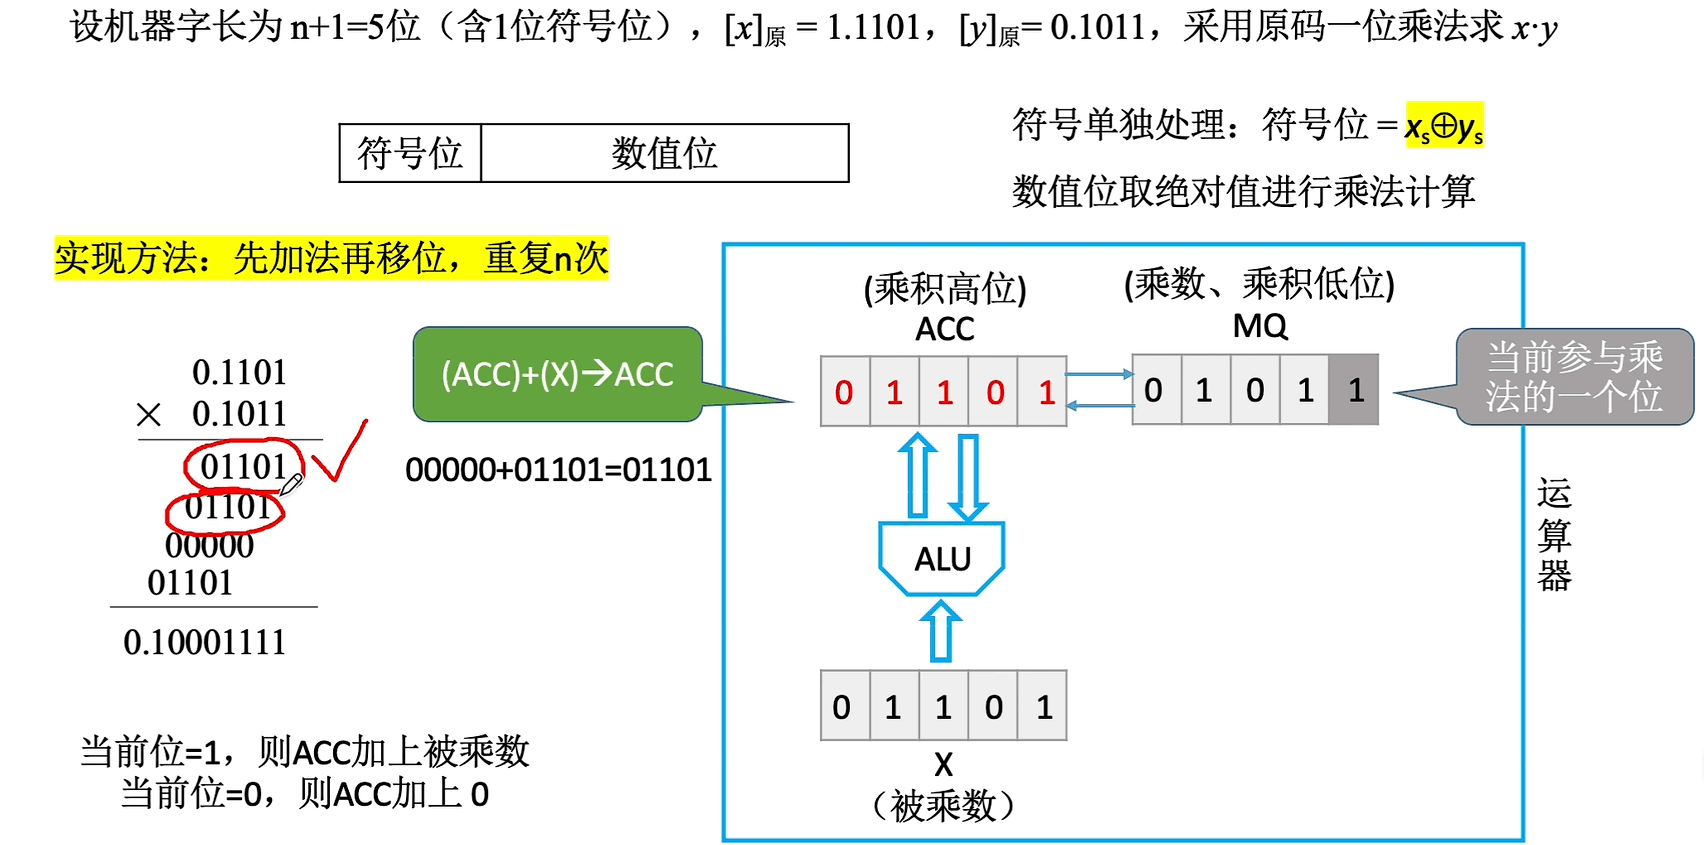 设机器字长为 n+1=5位（含1位符号位），[x]原 = 1.1101，[y]原= 0.1011，采用原码一位乘法求 x·y
符号位 数值位
符号单独处理：符号位 = xs⊕ys
数值位取绝对值进行乘法计算
实现方法：先加法再移位，重复n次
0.1101
× 0.1011
01101
01101
00000
01101
0.10001111
(ACC)+(X)→ACC
00000+01101=01101
当前位=1，则ACC加上被乘数
当前位=0，则ACC加上 0
(乘积高位)
ACC
(乘数、乘积低位)
MQ
0 1 1 0 1
0 1 0 1 1
当前参与乘
法的一个位
ALU
0 1 1 0 1
X
（被乘数）
运
算
器